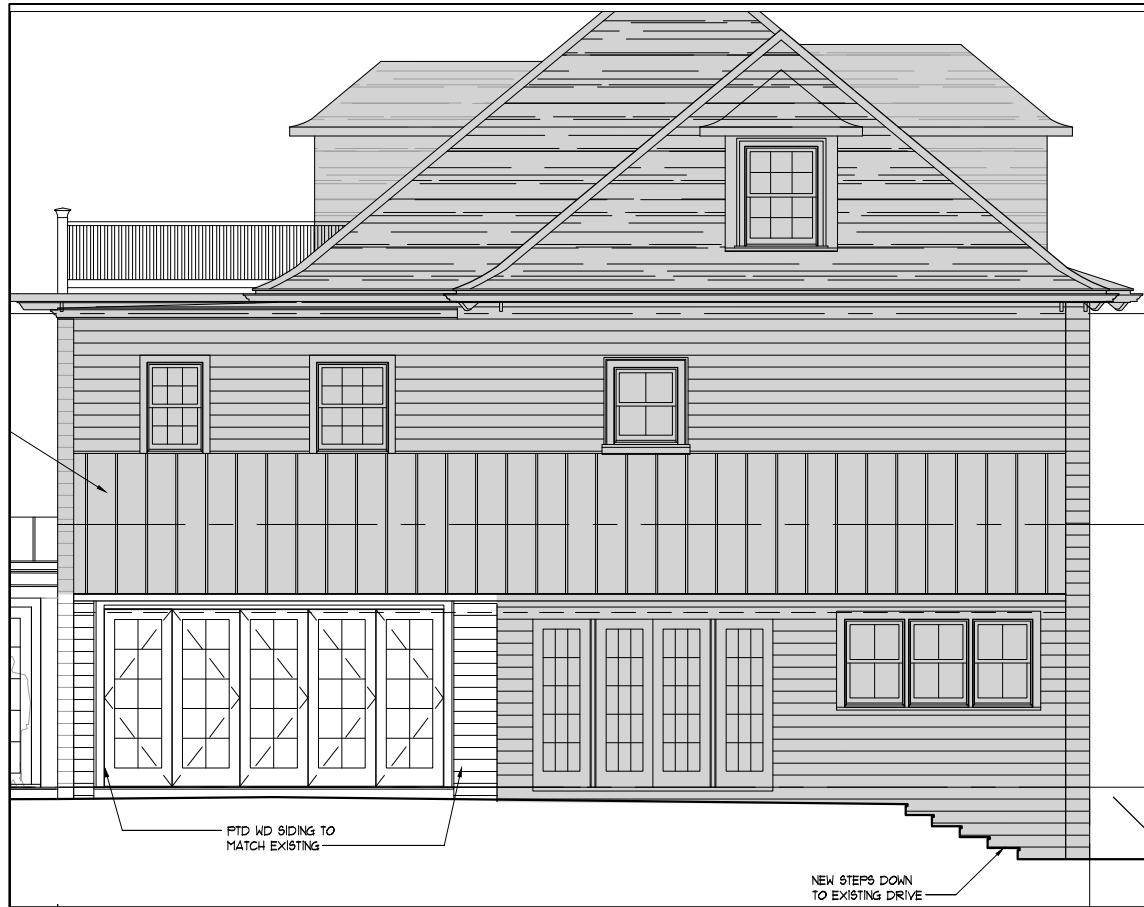 PTD WD SIDING TO
MATCH EXISTING
NEW STEPS DOWN
TO EXISTING DRIVE